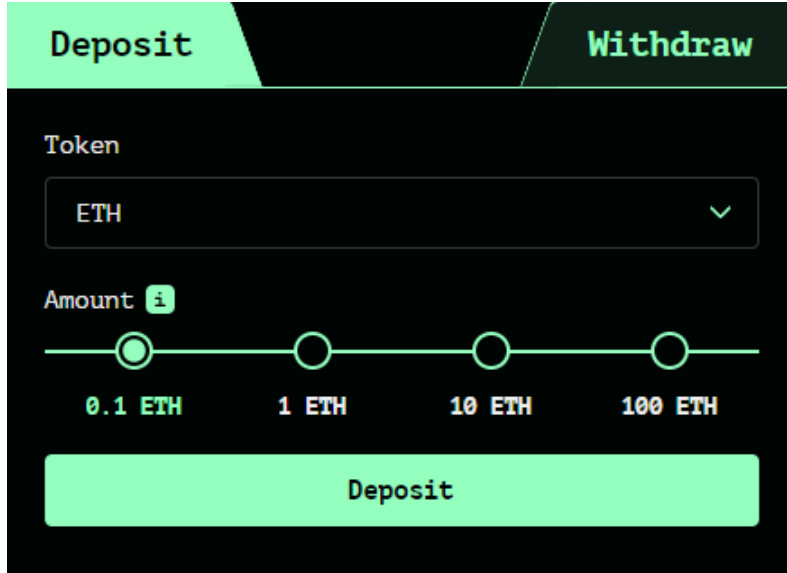 Deposit Withdraw
Token
ETH
Amount i
0.1 ETH 1 ETH 10 ETH 100 ETH
Deposit